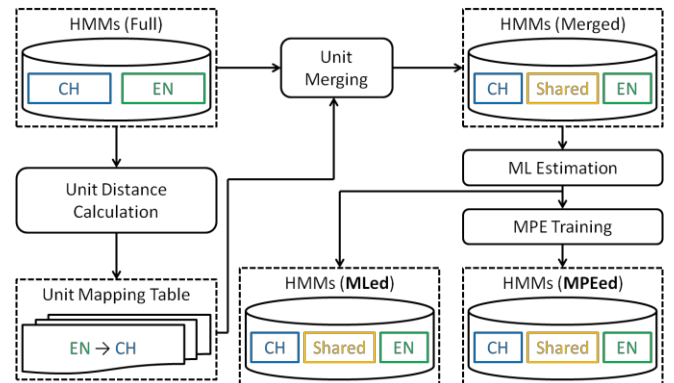 HMMs (Full)
CH
EN
Unit
Merging
HMMs (Merged)
CH
Shared
EN
Unit Distance
Calculation
ML Estimation
MPE Training
Unit Mapping Table
EN → CH
HMMs (MLed)
CH
Shared
EN
HMMs (MPEed)
CH
Shared
EN